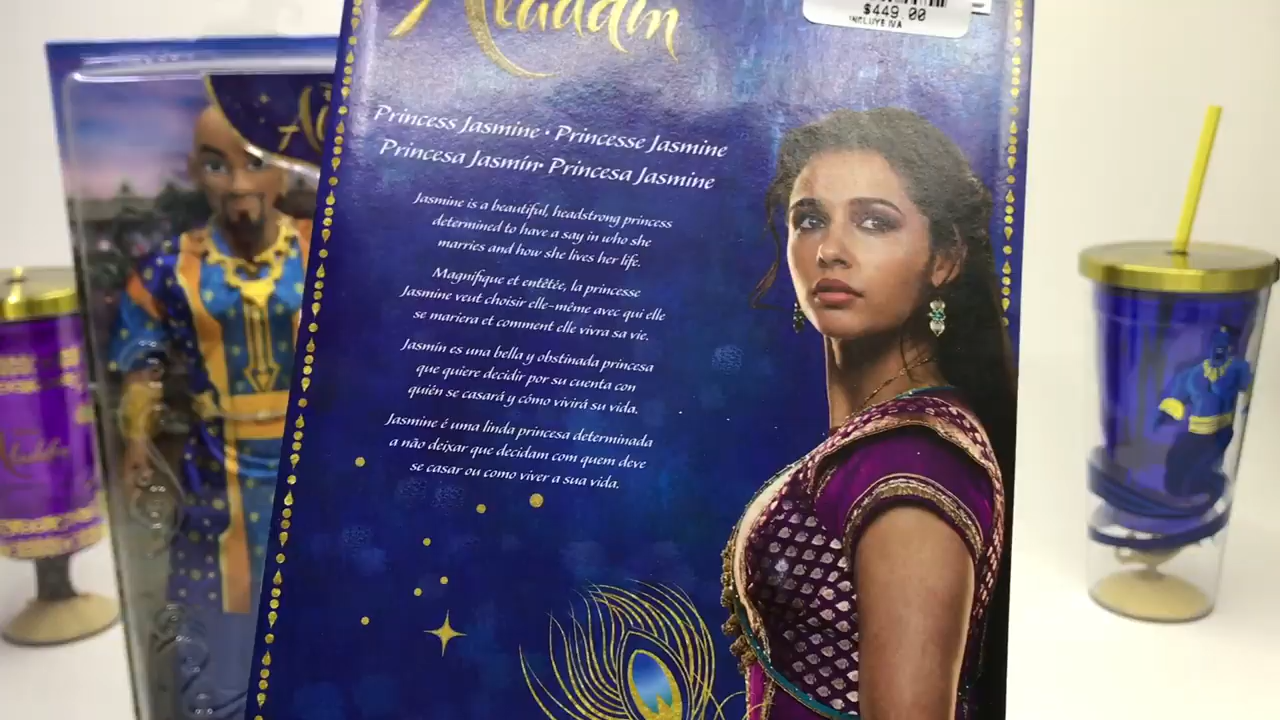 Aladdin
$449.00
INCLUYE IVA
Princess Jasmine • Princesse Jasmine
Princesa Jasmín • Princesa Jasmine
Jasmine is a beautiful, headstrong princess
determined to have a say in who she
marries and how she lives her life.
Magnifique et entêtée, la princesse
Jasmine veut choisir elle-même avec qui elle
se mariera et comment elle vivra sa vie.
Jasmín es una bella y obstinada princesa
que quiere decidir por su cuenta con
quién se casará y cómo vivirá su vida.
Jasmine é uma linda princesa determinada
a não deixar que decidam com quem deve
se casar ou como viver a sua vida.
Aladdin